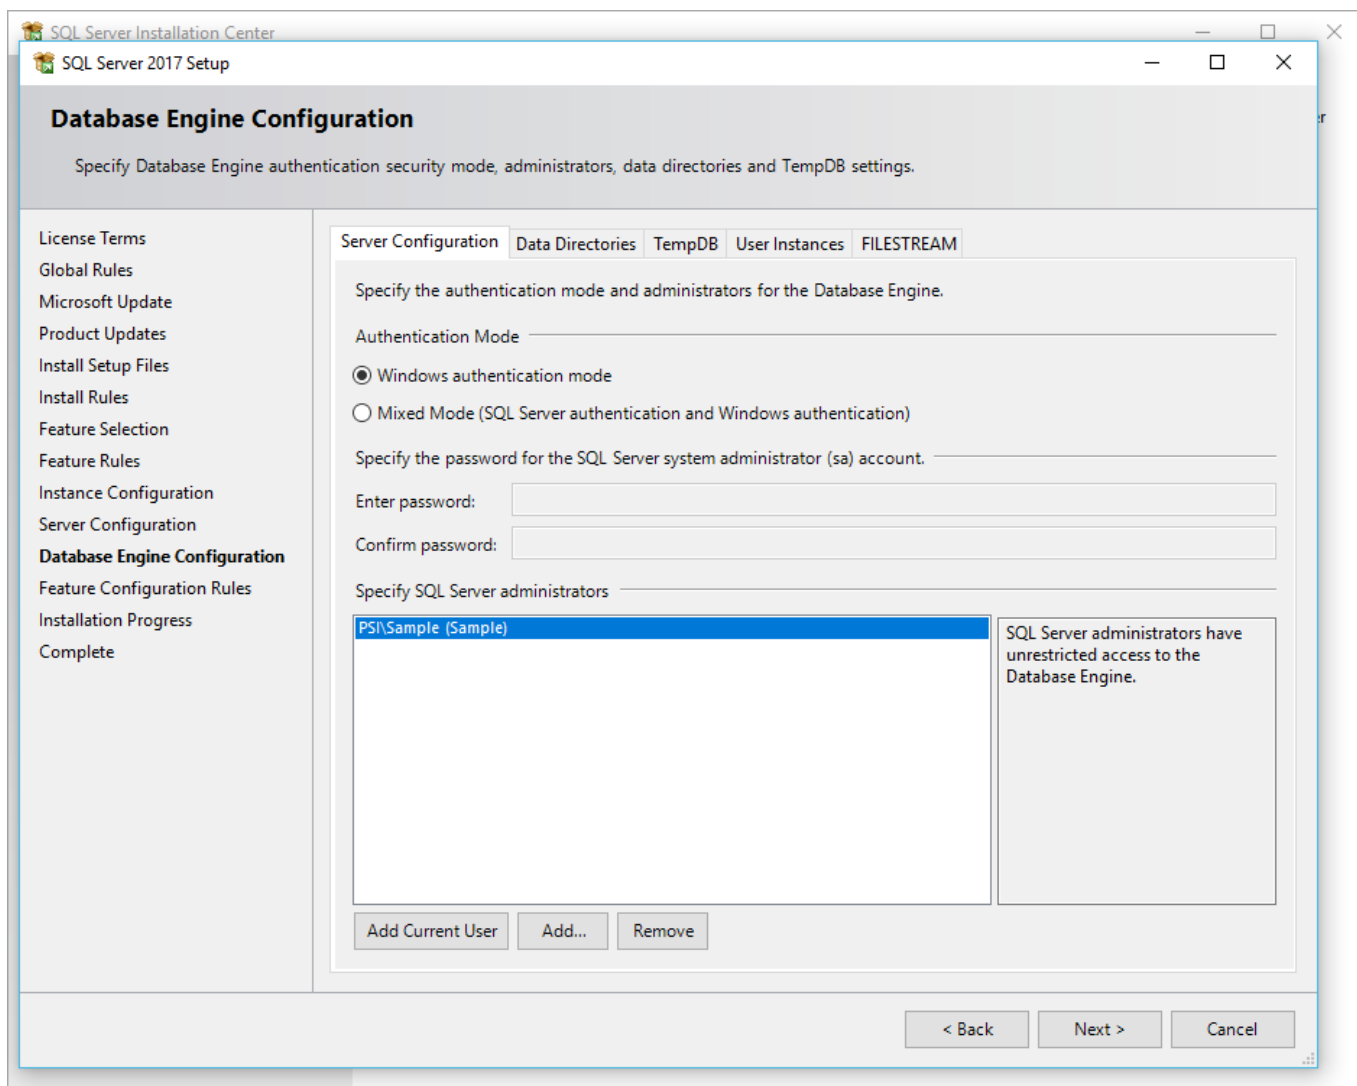 SQL Server Installation Center
SQL Server 2017 Setup
Database Engine Configuration
Specify Database Engine authentication security mode, administrators, data directories and TempDB settings.
License Terms
Global Rules
Microsoft Update
Product Updates
Install Setup Files
Install Rules
Feature Selection
Feature Rules
Instance Configuration
Server Configuration
Database Engine Configuration
Feature Configuration Rules
Installation Progress
Complete
Server Configuration Data Directories TempDB User Instances FILESTREAM
Specify the authentication mode and administrators for the Database Engine.
Authentication Mode
Windows authentication mode
Mixed Mode (SQL Server authentication and Windows authentication)
Specify the password for the SQL Server system administrator (sa) account.
Enter password:
Confirm password:
Specify SQL Server administrators
PSI\Sample (Sample)
SQL Server administrators have
unrestricted access to the
Database Engine.
Add Current User Add... Remove
< Back Next > Cancel